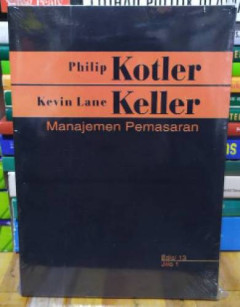 Philip Kotler
Kevin Lane Keller
Manajemen Pemasaran
Edisi 13
Jilid 1